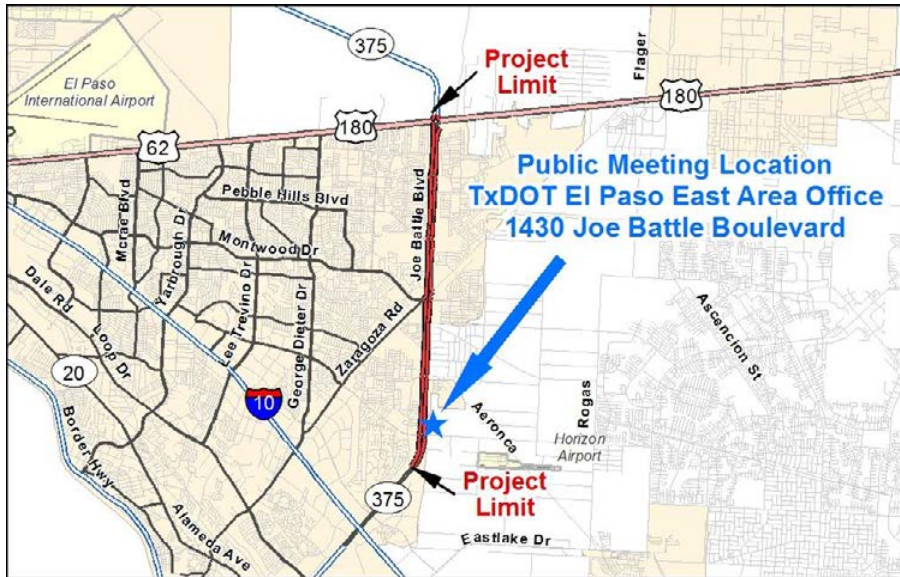 375
Project
Limit
Flager
El Paso
International Airport
180
180
62
Public Meeting Location
TxDOT El Paso East Area Office
1430 Joe Battle Boulevard
Mcrae Blvd
Yarbrough Dr
Pebble Hills Blvd
Joe Battle Blvd
Montwood Dr
Dale Rd
Loop Dr
Lee Trevino Dr
George Dieter Dr
Zaragoza Rd
Ascencion St
20
10
Border Hwy
Alameda Ave
Aeronca
Rogas
Horizon
Airport
Project
Limit
375
Eastlake Dr